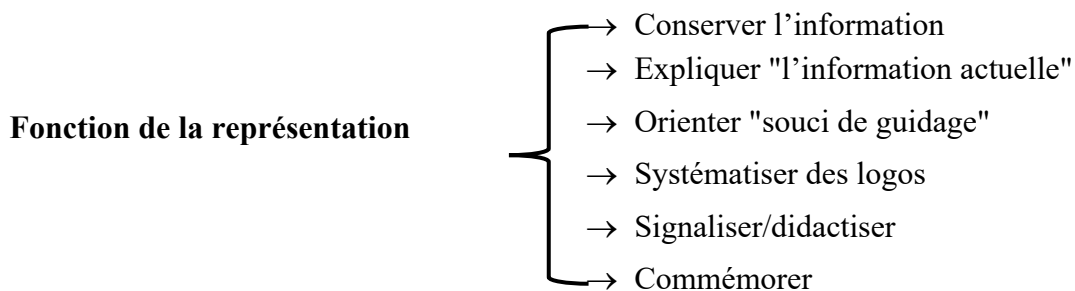 → Conserver l’information
→ Expliquer "l’information actuelle"
Fonction de la représentation
→ Orienter "souci de guidage"
→ Systématiser des logos
→ Signaliser/didactiser
→ Commémorer